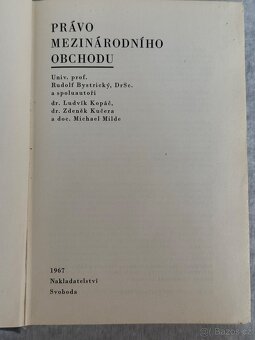 PRÁVO
MEZINÁRODNÍHO
OBCHODU
Univ. prof.
Rudolf Bystrický, DrSc.
a spoluautoři
dr. Ludvík Kopáč,
dr. Zdeněk Kučera
a doc. Michael Milde
1967
Nakladatelství
Svoboda